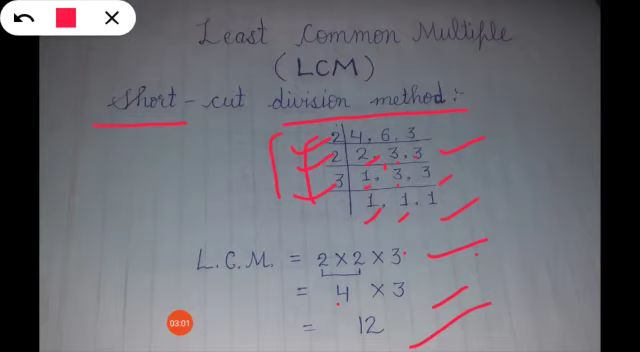 Least Common Multiple
(LCM)
Short-cut division method:-
2 | 4, 6, 3
2 | 2, 3, 3
3 | 1, 3, 3
| 1, 1, 1
L.C.M. = 2 × 2 × 3
= 4 × 3
= 12
03:01